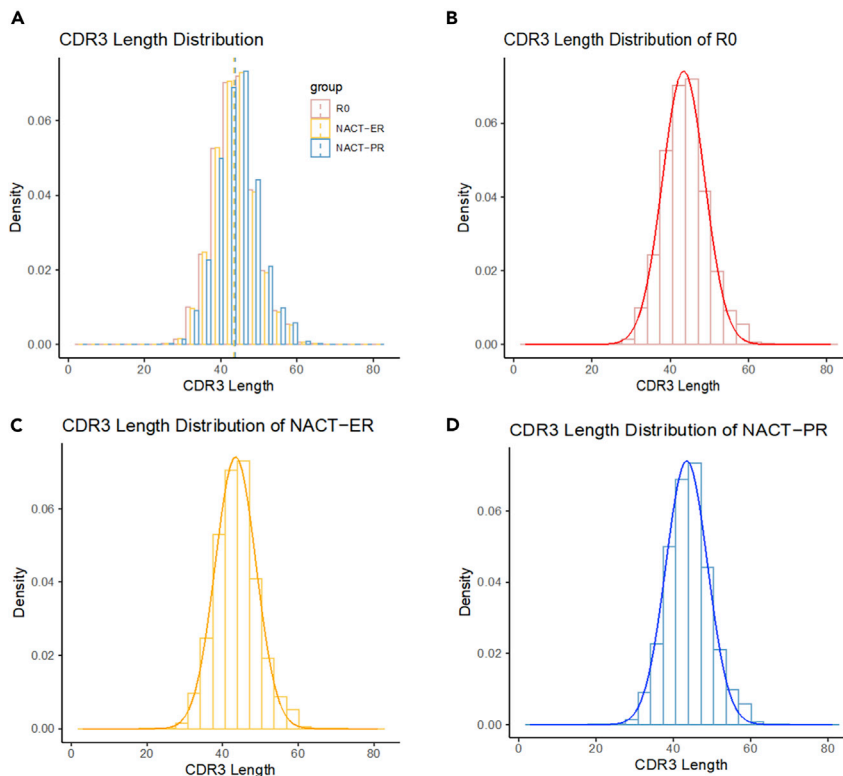 A
CDR3 Length Distribution
Density
0.06
0.04
0.02
0.00
0
20
40
60
80
CDR3 Length
group
R0
NACT-ER
NACT-PR
B
CDR3 Length Distribution of R0
Density
0.06
0.04
0.02
0.00
0
20
40
60
80
CDR3 Length
C
CDR3 Length Distribution of NACT-ER
Density
0.06
0.04
0.02
0.00
0
20
40
60
80
CDR3 Length
D
CDR3 Length Distribution of NACT-PR
Density
0.06
0.04
0.02
0.00
0
20
40
60
80
CDR3 Length